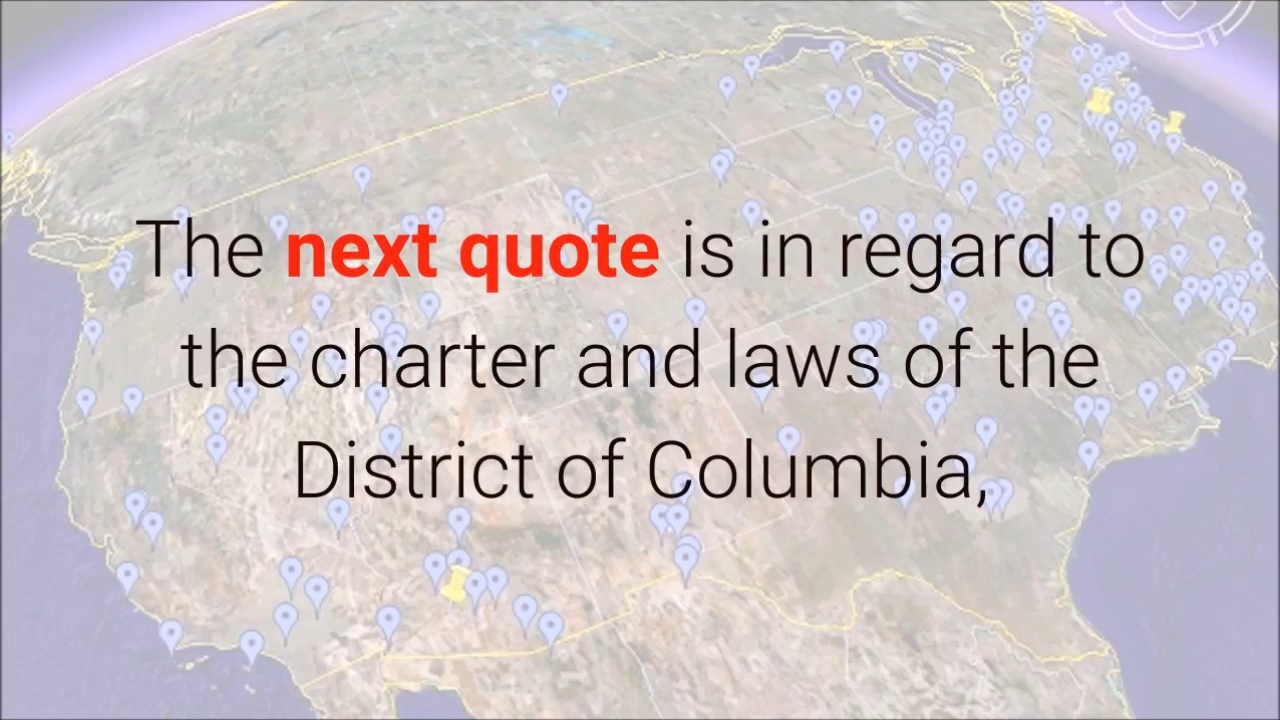 The next quote is in regard to
the charter and laws of the
District of Columbia,